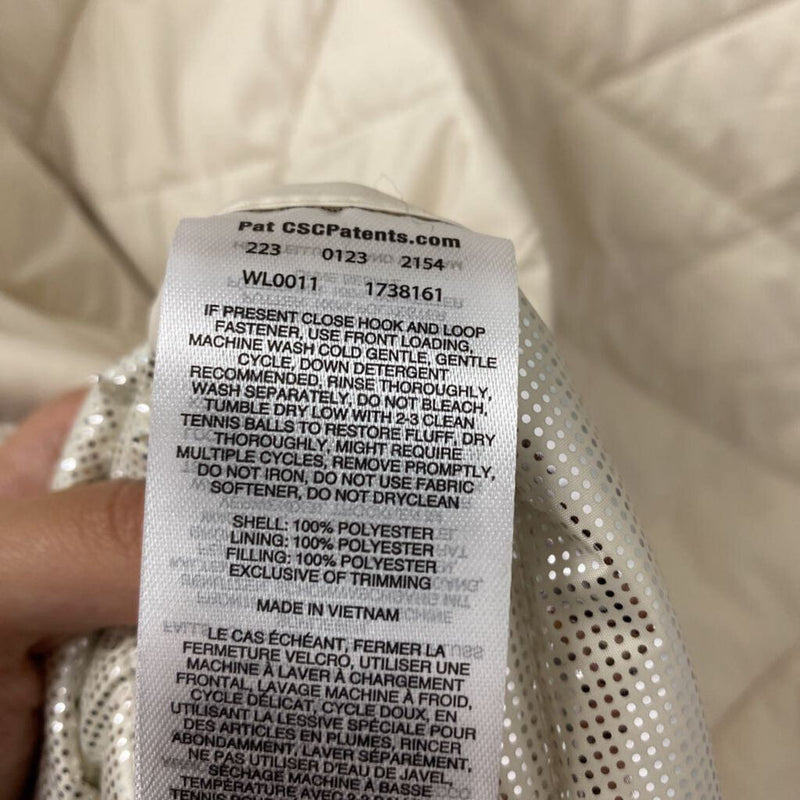 Pat CSCPatents.com
223 0123 2154
WL0011 1738161
IF PRESENT CLOSE HOOK AND LOOP
FASTENER, USE FRONT LOADING,
MACHINE WASH COLD GENTLE, GENTLE
CYCLE, DOWN DETERGENT
RECOMMENDED. RINSE THOROUGHLY,
WASH SEPARATELY, DO NOT BLEACH,
TUMBLE DRY LOW WITH 2-3 CLEAN
TENNIS BALLS TO RESTORE FLUFF, DRY
THOROUGHLY, MIGHT REQUIRE
MULTIPLE CYCLES, REMOVE PROMPTLY,
DO NOT IRON, DO NOT USE FABRIC
SOFTENER, DO NOT DRYCLEAN
SHELL: 100% POLYESTER
LINING: 100% POLYESTER
FILLING: 100% POLYESTER
EXCLUSIVE OF TRIMMING
MADE IN VIETNAM
LE CAS ÉCHÉANT, FERMER LA
FERMETURE VELCRO, UTILISER UNE
MACHINE À LAVER À CHARGEMENT
FRONTAL, LAVAGE MACHINE À FROID,
CYCLE DÉLICAT, CYCLE DOUX, EN
UTILISANT LA LESSIVE SPÉCIALE POUR
DES ARTICLES EN PLUMES, RINCER
ABONDAMMENT, LAVER SÉPARÉMENT,
NE PAS UTILISER D'EAU DE JAVEL,
SÉCHAGE MACHINE À BASSE
TEMPÉRATURE AVEC 2-3
TENNIS